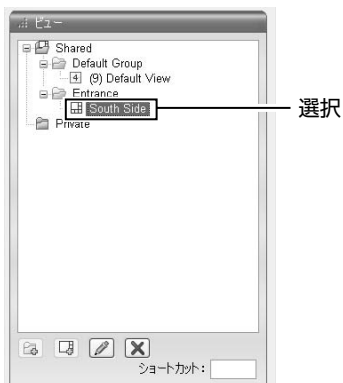 ビュー
Shared
Default Group
4 (9) Default View
Entrance
South Side
選択
Private
ショートカット：